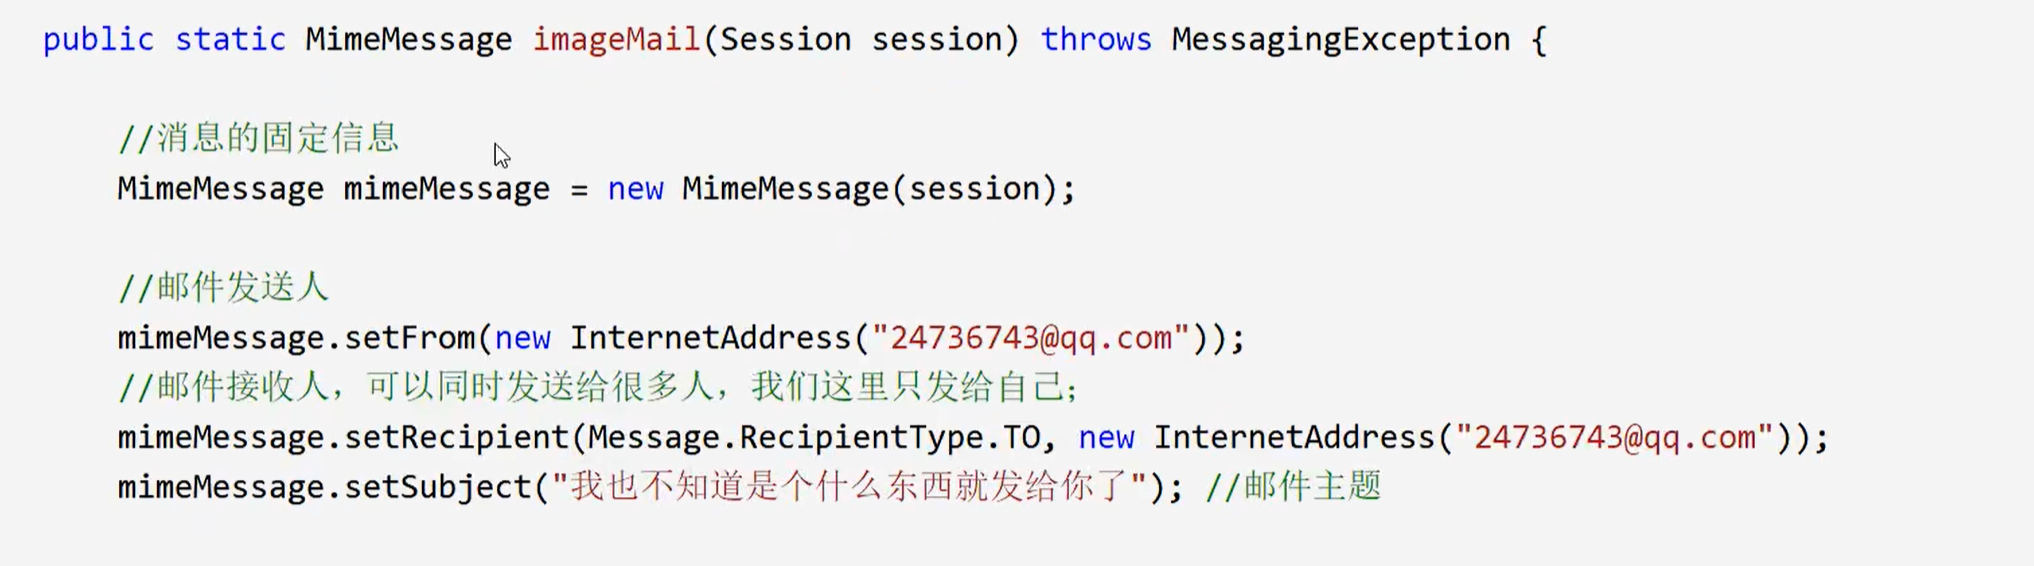 public static MimeMessage imageMail(Session session) throws MessagingException {
//消息的固定信息
MimeMessage mimeMessage = new MimeMessage(session);
//邮件发送人
mimeMessage.setFrom(new InternetAddress("24736743@qq.com"));
//邮件接收人，可以同时发送给很多人，我们这里只发给自己；
mimeMessage.setRecipient(Message.RecipientType.TO, new InternetAddress("24736743@qq.com"));
mimeMessage.setSubject("我也不知道是个什么东西就发给你了"); //邮件主题